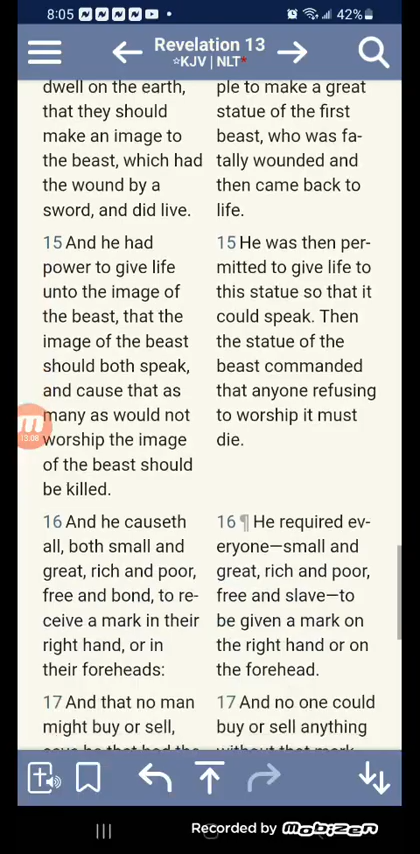 8:05
42%
Revelation 13
☆KJV | NLT*
dwell on the earth,
that they should
make an image to
the beast, which had
the wound by a
sword, and did live.
15 And he had
power to give life
unto the image of
the beast, that the
image of the beast
should both speak,
and cause that as
many as would not
worship the image
of the beast should
be killed.
16 And he causeth
all, both small and
great, rich and poor,
free and bond, to re-
ceive a mark in their
right hand, or in
their foreheads:
17 And that no man
might buy or sell,
save he that had the
ple to make a great
statue of the first
beast, who was fa-
tally wounded and
then came back to
life.
15 He was then per-
mitted to give life to
this statue so that it
could speak. Then
the statue of the
beast commanded
that anyone refusing
to worship it must
die.
16 ¶ He required ev-
eryone—small and
great, rich and poor,
free and slave—to
be given a mark on
the right hand or on
the forehead.
17 And no one could
buy or sell anything
without that mark
13:08
Recorded by Mobizen